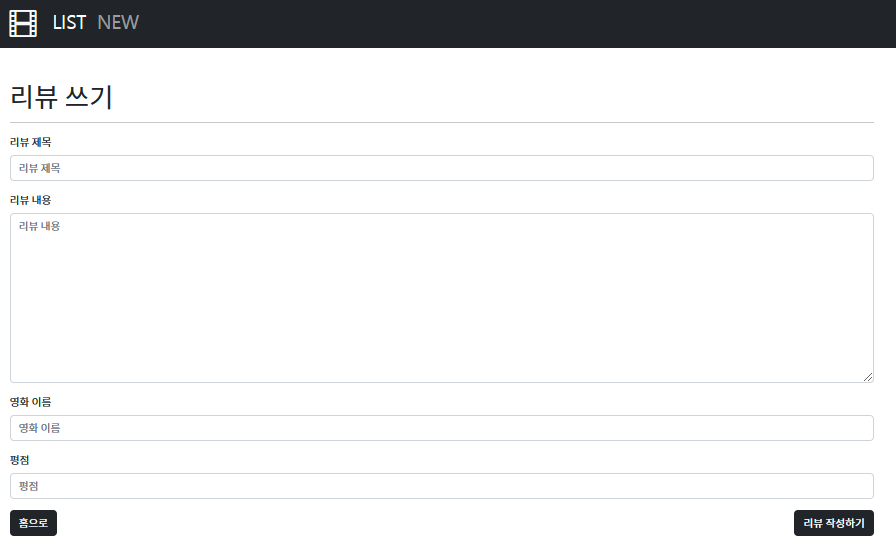 LIST NEW
리뷰 쓰기
리뷰 제목
리뷰 제목
리뷰 내용
리뷰 내용
영화 이름
영화 이름
평점
평점
홈으로 리뷰 작성하기